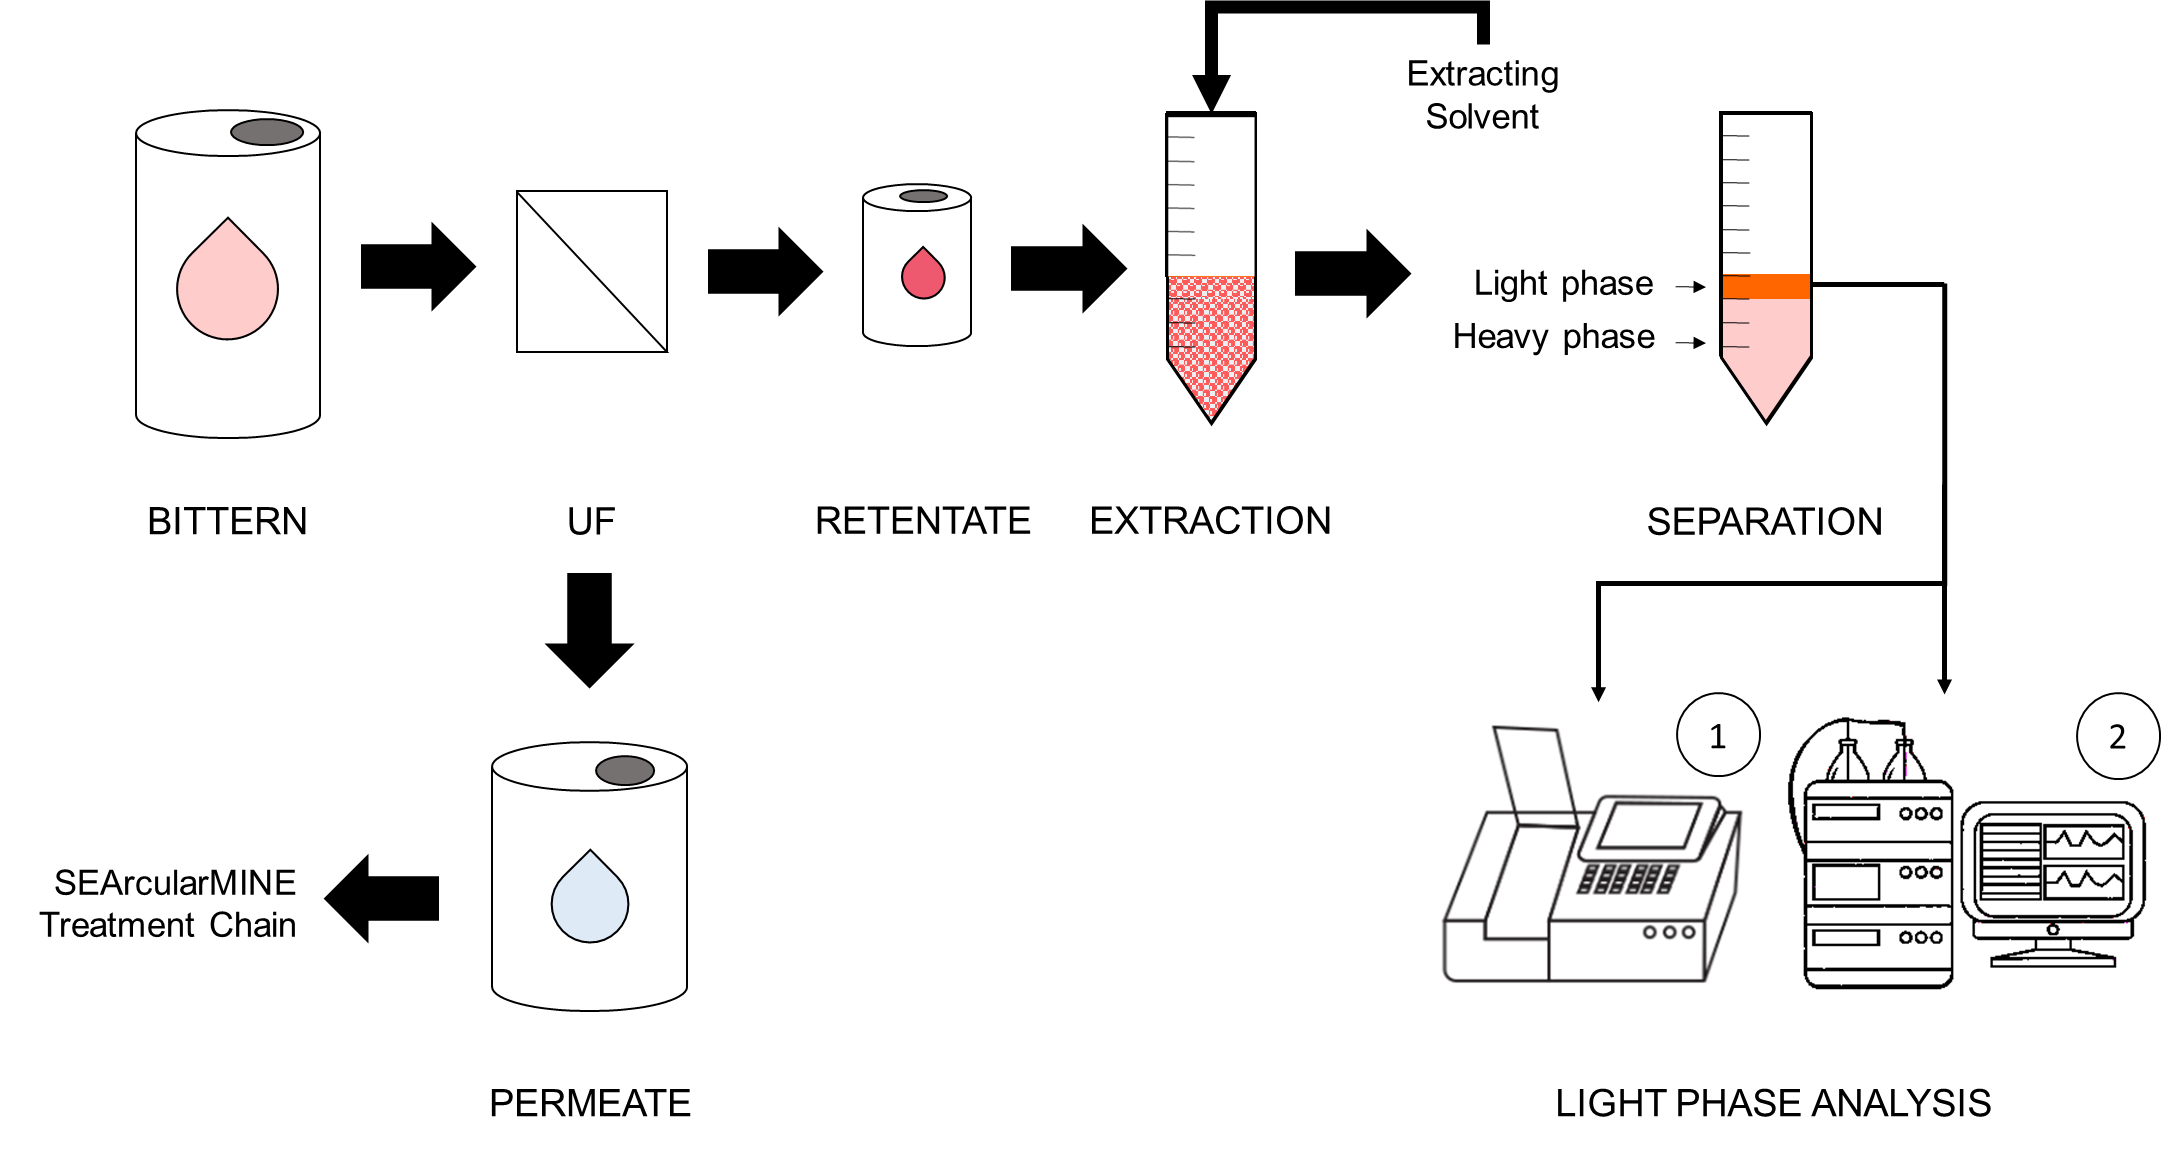 Extracting
Solvent
Light phase
Heavy phase
BITTERN
UF
RETENTATE
EXTRACTION
SEPARATION
1
2
SEArcularMINE
Treatment Chain
PERMEATE
LIGHT PHASE ANALYSIS